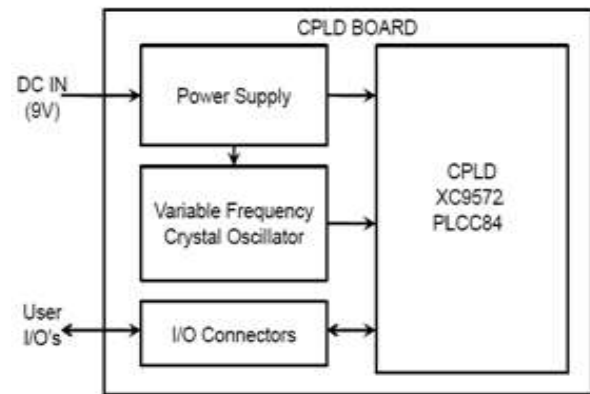 CPLD BOARD
DC IN
(9V)
Power Supply
CPLD
XC9572
PLCC84
Variable Frequency
Crystal Oscillator
User
I/O's
I/O Connectors